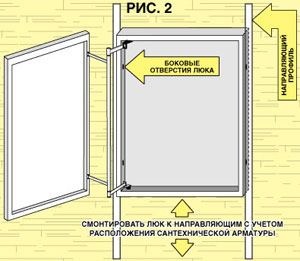 РИС. 2
БОКОВЫЕ
ОТВЕРСТИЯ ЛЮКА
НАПРАВЛЯЮЩИЙ
ПРОФИЛЬ
СМОНТИРОВАТЬ ЛЮК К НАПРАВЛЯЮЩИМ С УЧЕТОМ
РАСПОЛОЖЕНИЯ САНТЕХНИЧЕСКОЙ АРМАТУРЫ